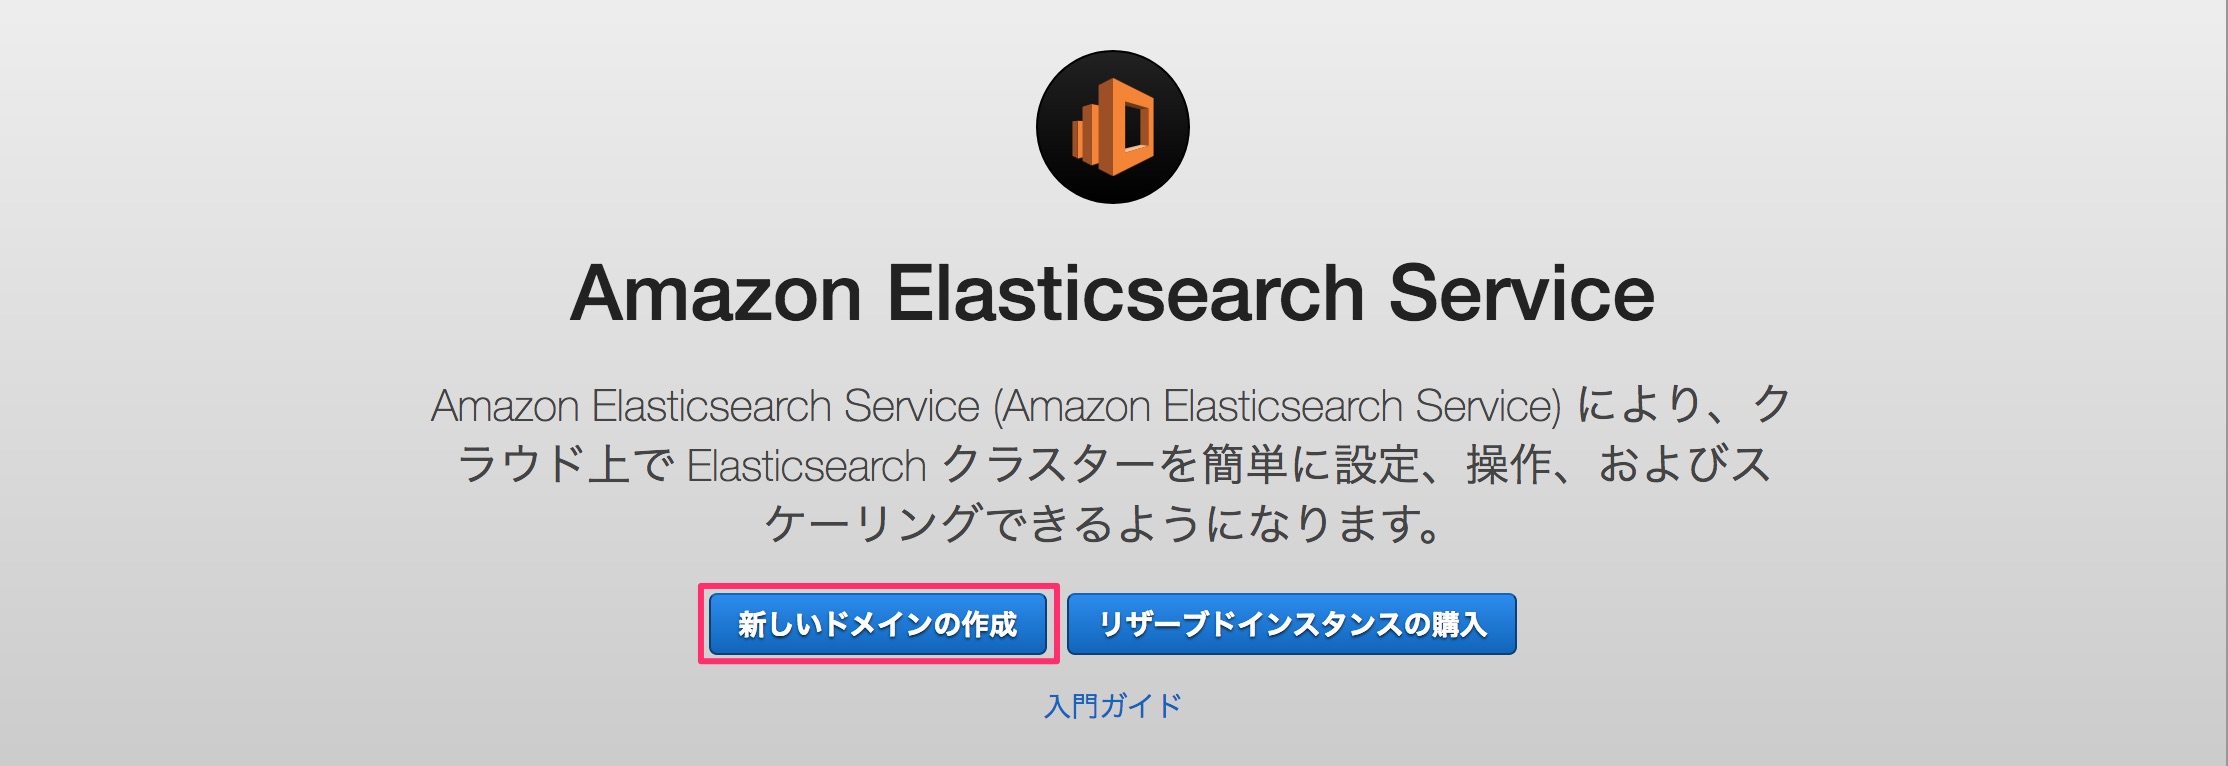 Amazon Elasticsearch Service
Amazon Elasticsearch Service (Amazon Elasticsearch Service) により、ク
ラウド上で Elasticsearch クラスターを簡単に設定、操作、およびス
ケーリングできるようになります。
新しいドメインの作成 リザーブドインスタンスの購入
入門ガイド